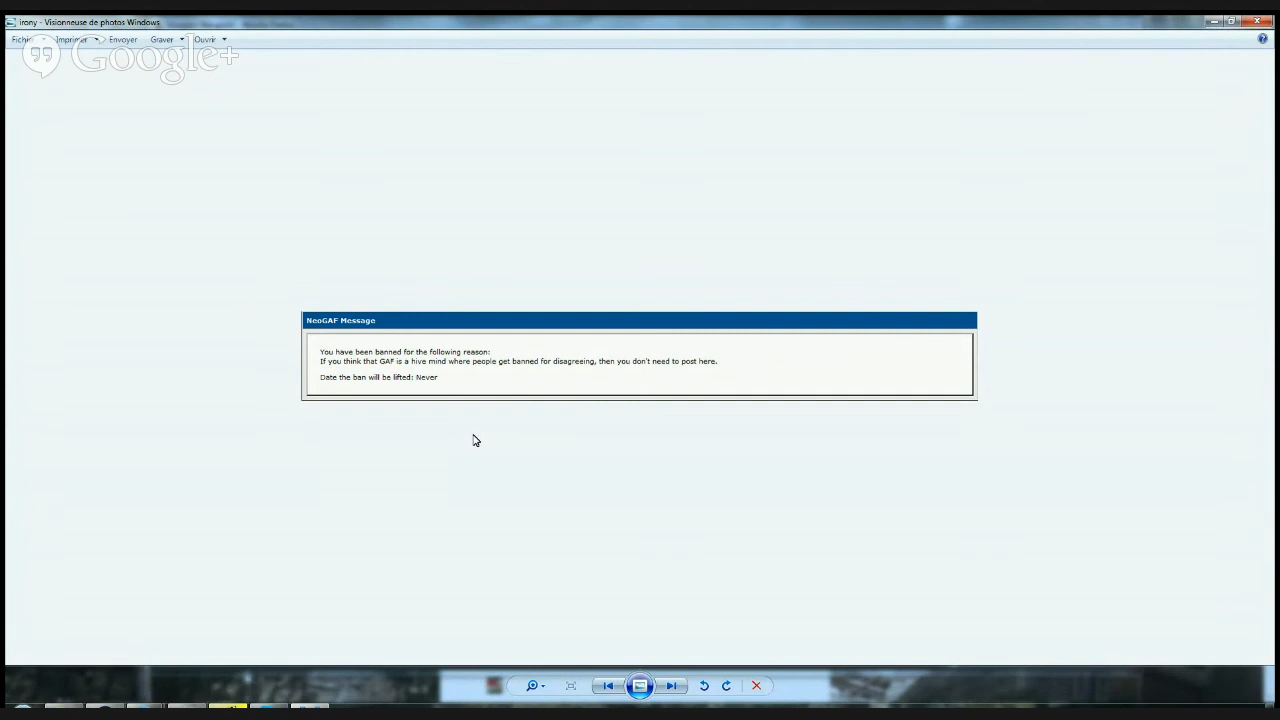 irony - Visionneuse de photos Windows
Fichier Imprimer Envoyer Graver Ouvrir
Google+
NeoGAF Message
You have been banned for the following reason:
If you think that GAF is a hive mind where people get banned for disagreeing, then you don't need to post here.
Date the ban will be lifted: Never